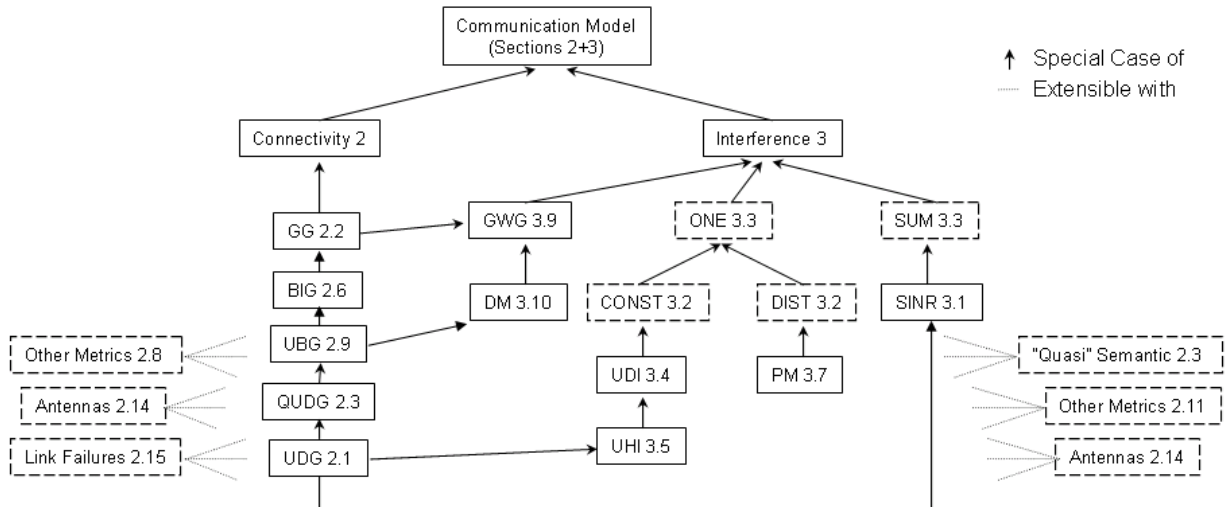 Communication Model
(Sections 2+3)
Special Case of
Extensible with
Connectivity 2
Interference 3
GG 2.2
GWG 3.9
ONE 3.3
SUM 3.3
BIG 2.6
DM 3.10
CONST 3.2
DIST 3.2
SINR 3.1
Other Metrics 2.8
UBG 2.9
"Quasi" Semantic 2.3
UDI 3.4
PM 3.7
Antennas 2.14
QUDG 2.3
Other Metrics 2.11
Link Failures 2.15
UDG 2.1
UHI 3.5
Antennas 2.14